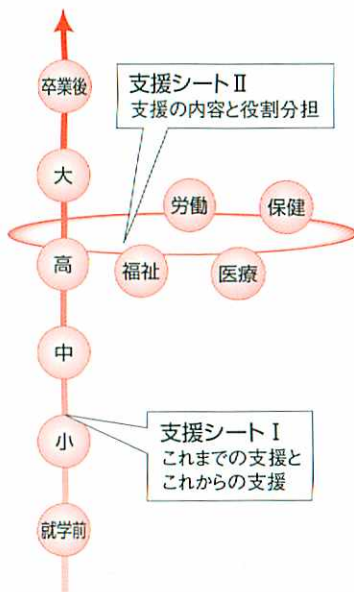 卒業後
支援シートⅡ
支援の内容と役割分担
大
労働
保健
高
福祉
医療
中
支援シートⅠ
これまでの支援と
これからの支援
小
就学前